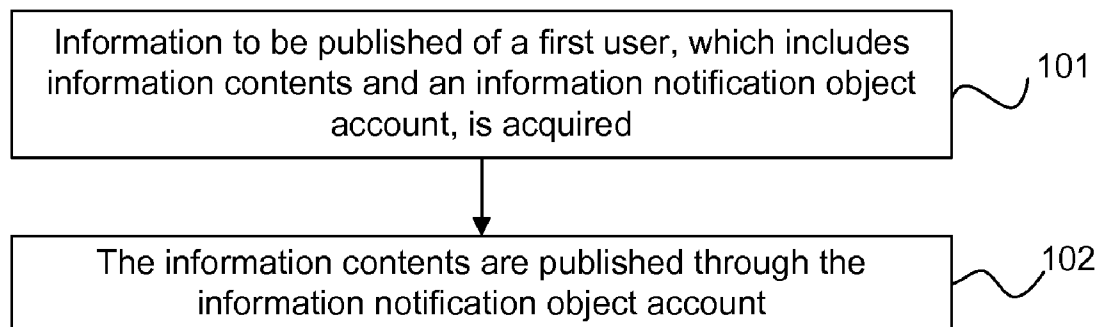 Information to be published of a first user, which includes
information contents and an information notification object
account, is acquired
101
The information contents are published through the
information notification object account
102